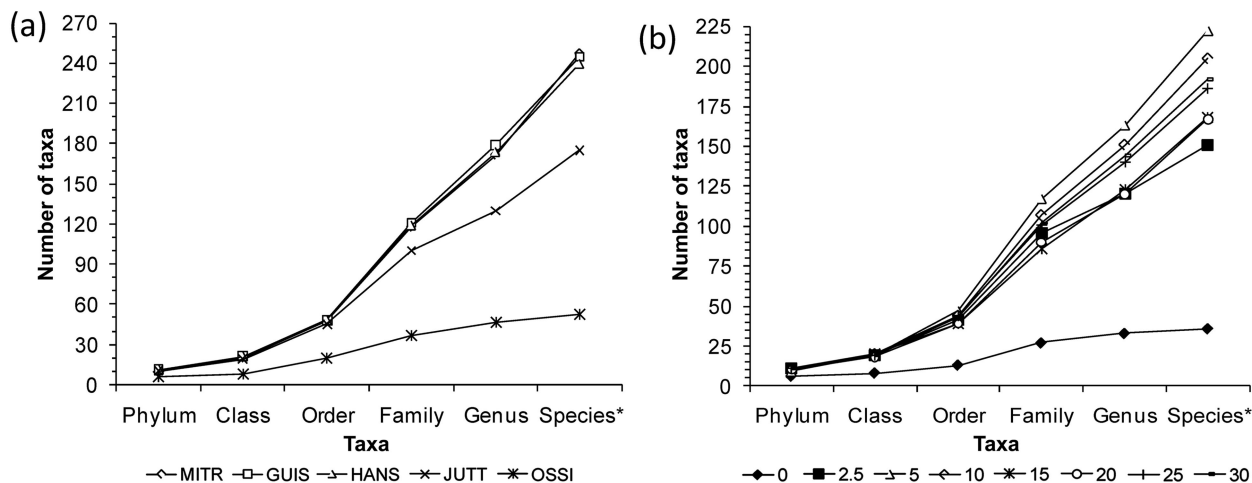 (a)
Number of taxa
270
240
210
180
150
120
90
60
30
0
Phylum Class Order Family Genus Species*
Taxa
MITR GUIS HANS JUTT OSSI
(b)
Number of taxa
225
200
175
150
125
100
75
50
25
0
Phylum Class Order Family Genus Species*
Taxa
0 2.5 5 10 15 20 25 30